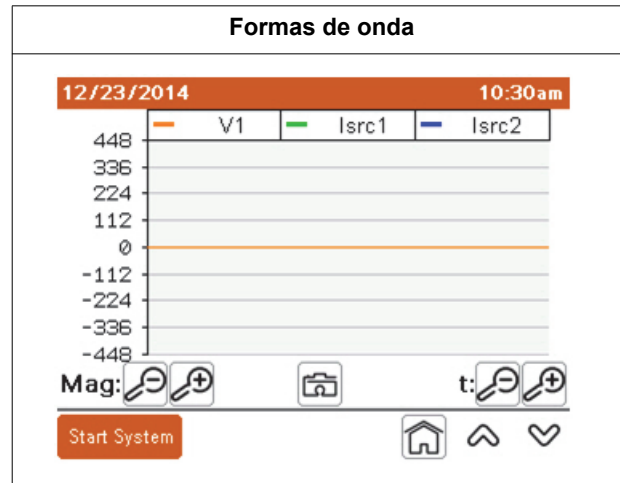 Formas de onda
12/23/2014 10:30am
V1 Isrc1 Isrc2
448
336
224
112
0
-112
-224
-336
-448
Mag: t:
Start System